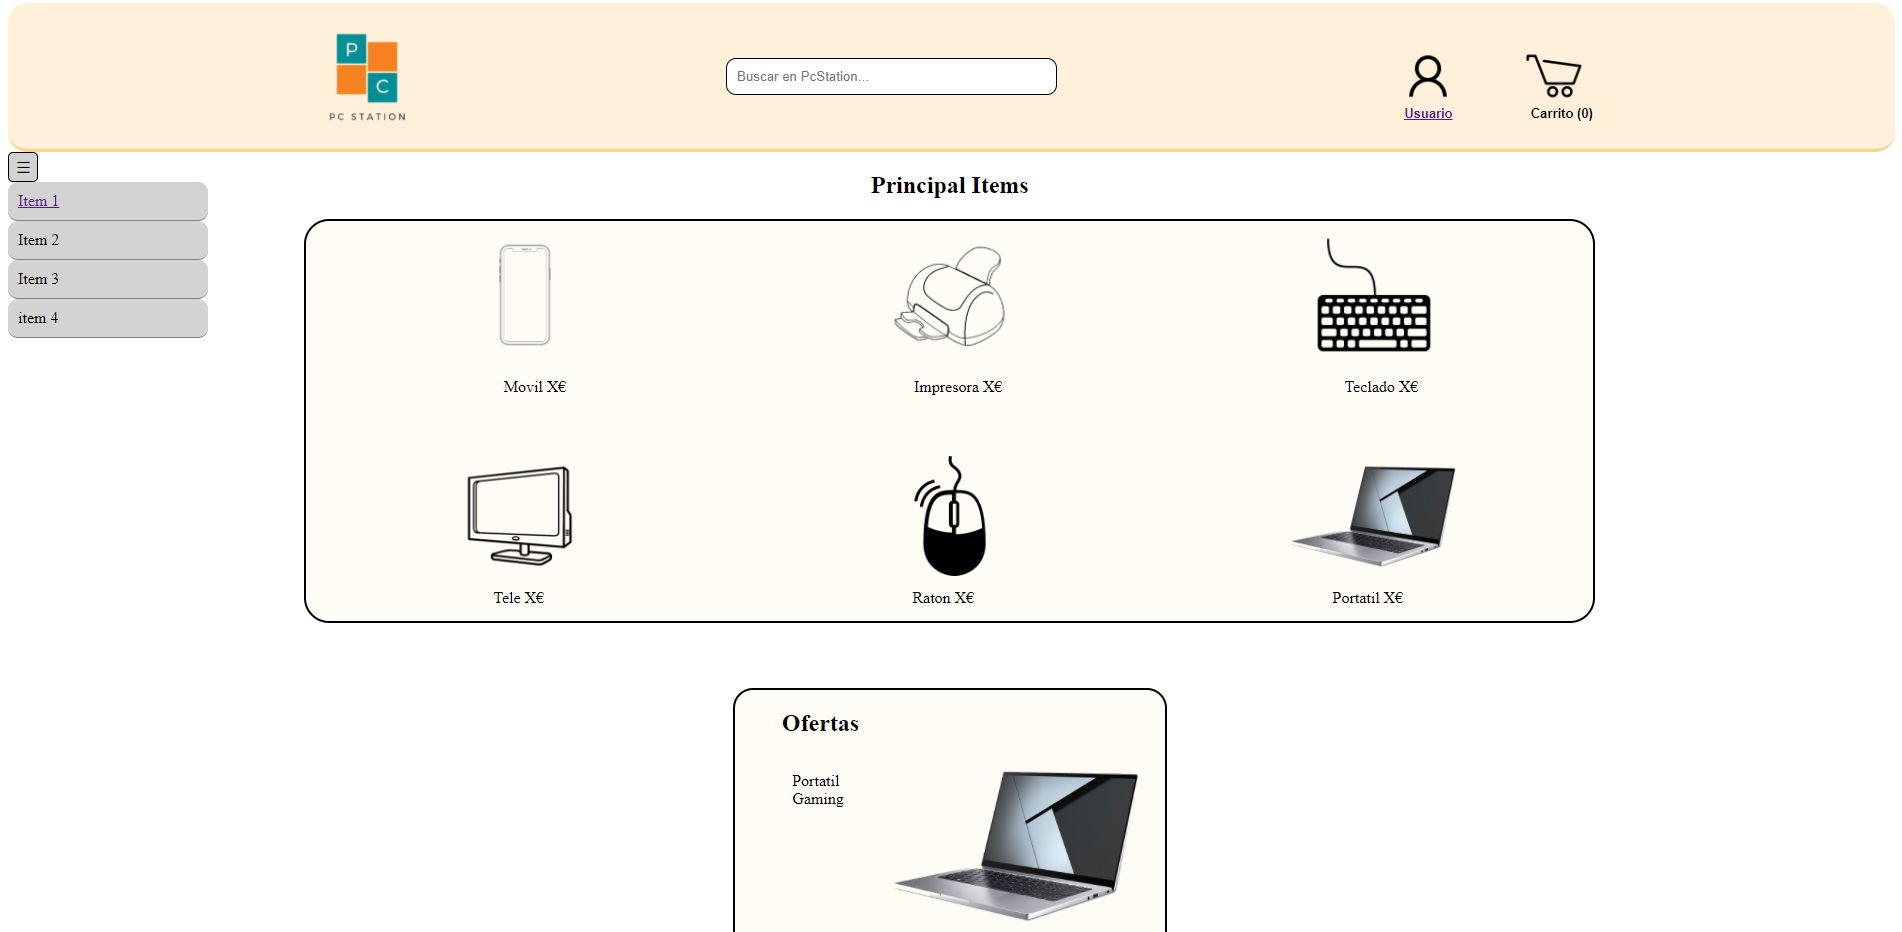 P
C
PC STATION
Buscar en PcStation...
Usuario
Carrito (0)
☰
Item 1
Item 2
Item 3
item 4
Principal Items
Movil X€
Impresora X€
Teclado X€
Tele X€
Raton X€
Portatil X€
Ofertas
Portatil
Gaming